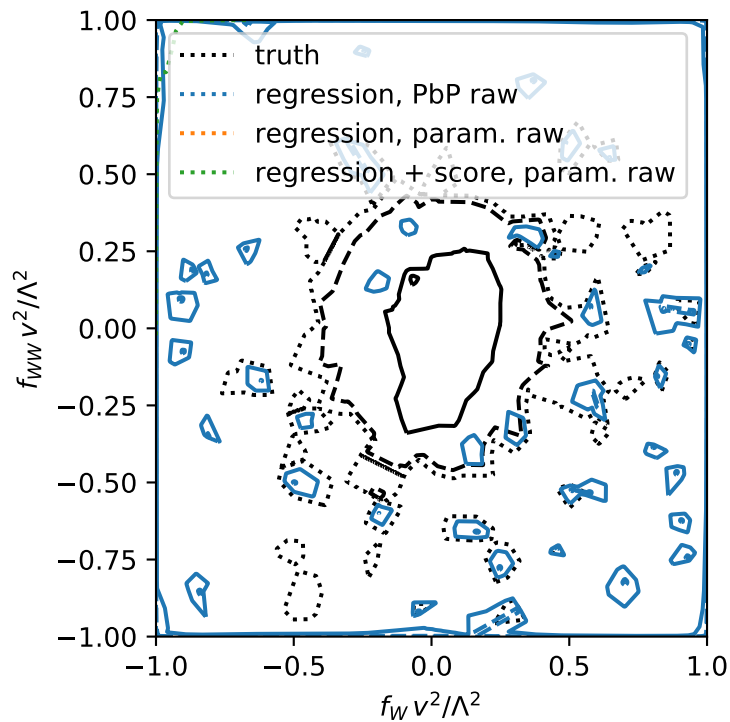 1.00
0.75
0.50
0.25
0.00
−0.25
−0.50
−0.75
−1.00
f_WW v²/Λ²
truth
regression, PbP raw
regression, param. raw
regression + score, param. raw
−1.0 −0.5 0.0 0.5 1.0
f_W v²/Λ²